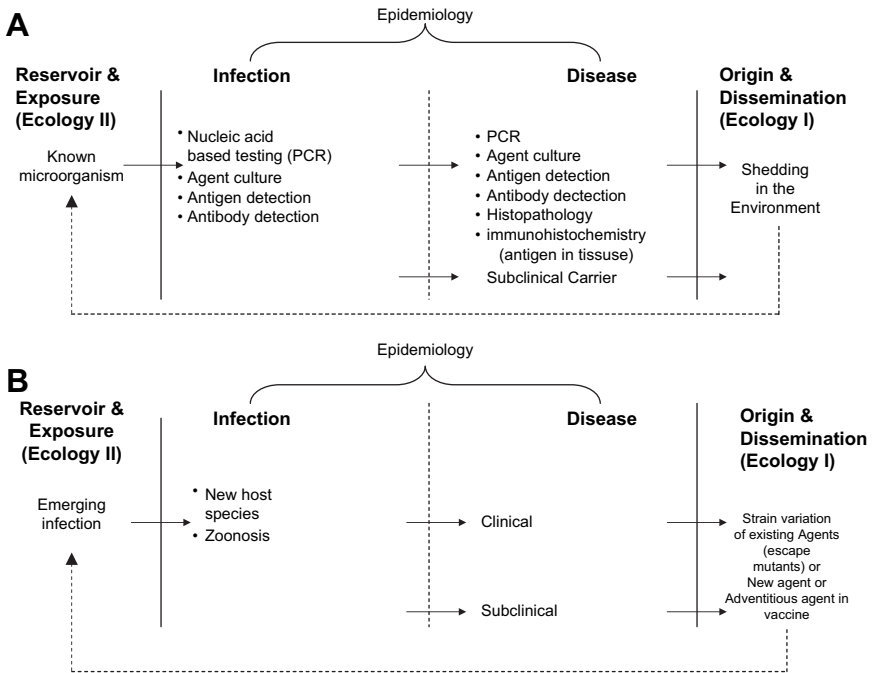 A
Epidemiology
Reservoir &
Exposure
(Ecology II)
Infection
Disease
Origin &
Dissemination
(Ecology I)
Known
microorganism
• Nucleic acid
based testing (PCR)
• Agent culture
• Antigen detection
• Antibody detection
• PCR
• Agent culture
• Antigen detection
• Antibody dectection
• Histopathology
• immunohistochemistry
(antigen in tissuse)
Subclinical Carrier
Shedding
in the
Environment
B
Epidemiology
Reservoir &
Exposure
(Ecology II)
Infection
Disease
Origin &
Dissemination
(Ecology I)
Emerging
infection
• New host
species
• Zoonosis
Clinical
Subclinical
Strain variation
of existing Agents
(escape
mutants) or
New agent or
Adventitious agent in
vaccine